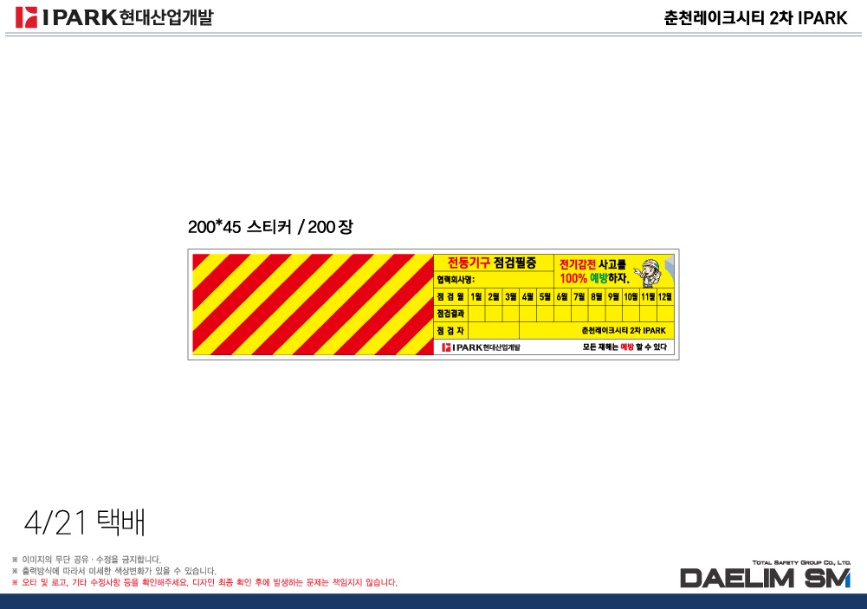 IPARK현대산업개발
춘천레이크시티 2차 IPARK
200*45 스티커 / 200장
전동기구 점검필증
전기감전 사고를
100% 예방하자.
협력회사명:
점 검 월 1월 2월 3월 4월 5월 6월 7월 8월 9월 10월 11월 12월
점검결과
점 검 자
춘천레이크시티 2차 IPARK
IPARK현대산업개발
모든 재해는 예방 할 수 있다
4/21 택배
※ 이미지의 무단 공유 · 수정을 금지합니다.
※ 출력방식에 따라서 미세한 색상변화가 있을 수 있습니다.
※ 오타 및 로고, 기타 수정사항 등을 확인해주세요, 디자인 최종 확인 후에 발생하는 문제는 책임지지 않습니다.
TOTAL SAFETY GROUP CO., LTD.
DAELIM SM